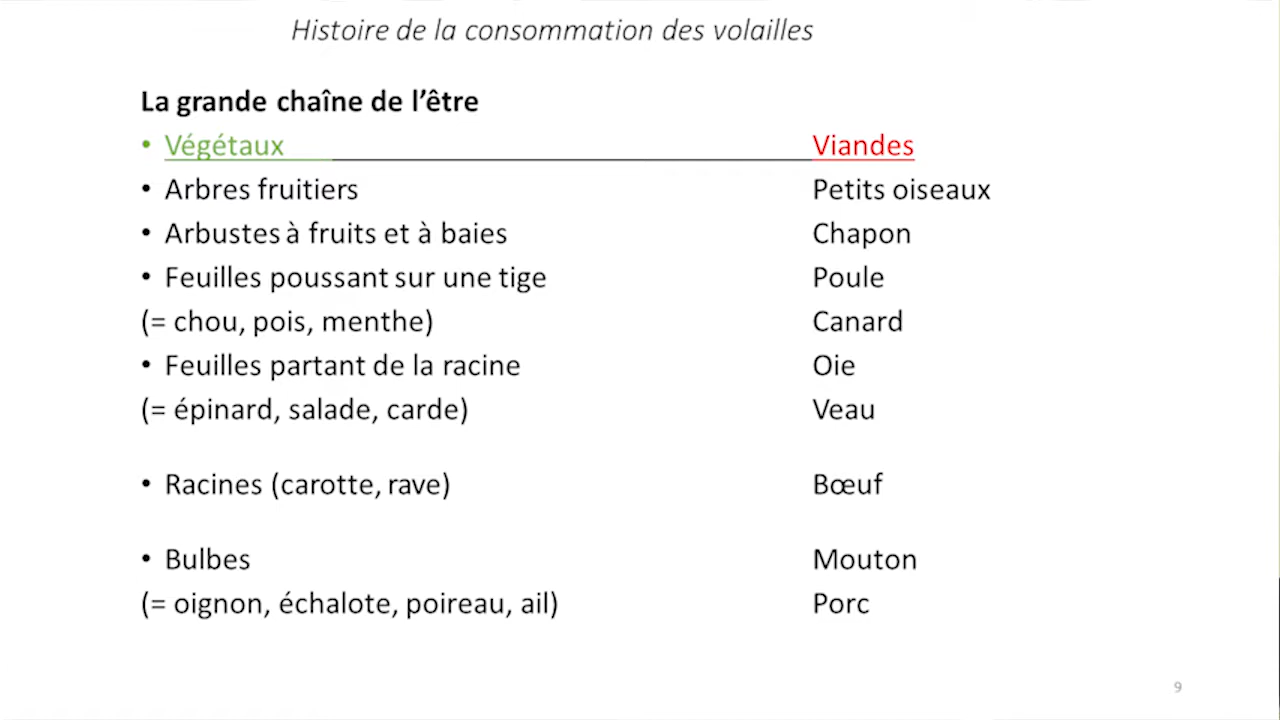 Histoire de la consommation des volailles
La grande chaîne de l’être
• Végétaux Viandes
• Arbres fruitiers Petits oiseaux
• Arbustes à fruits et à baies Chapon
• Feuilles poussant sur une tige Poule
(= chou, pois, menthe) Canard
• Feuilles partant de la racine Oie
(= épinard, salade, carde) Veau
• Racines (carotte, rave) Bœuf
• Bulbes Mouton
(= oignon, échalote, poireau, ail) Porc
9